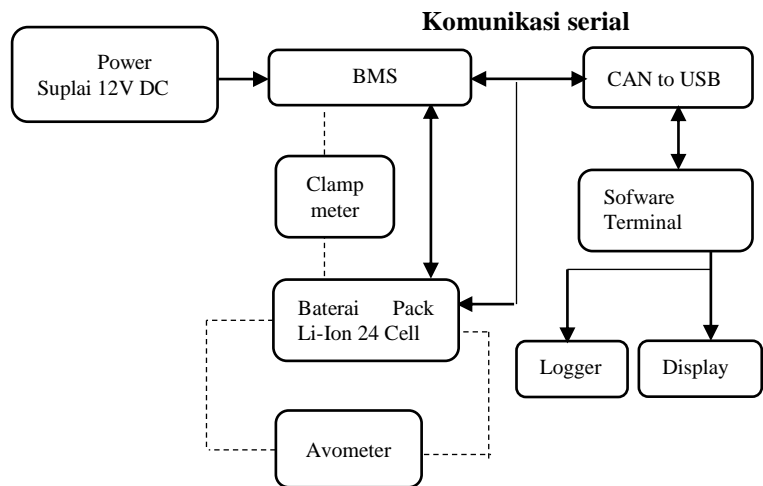 Komunikasi serial
Power
Suplai 12V DC
BMS
CAN to USB
Clamp
meter
Sofware
Terminal
Baterai Pack
Li-Ion 24 Cell
Logger
Display
Avometer